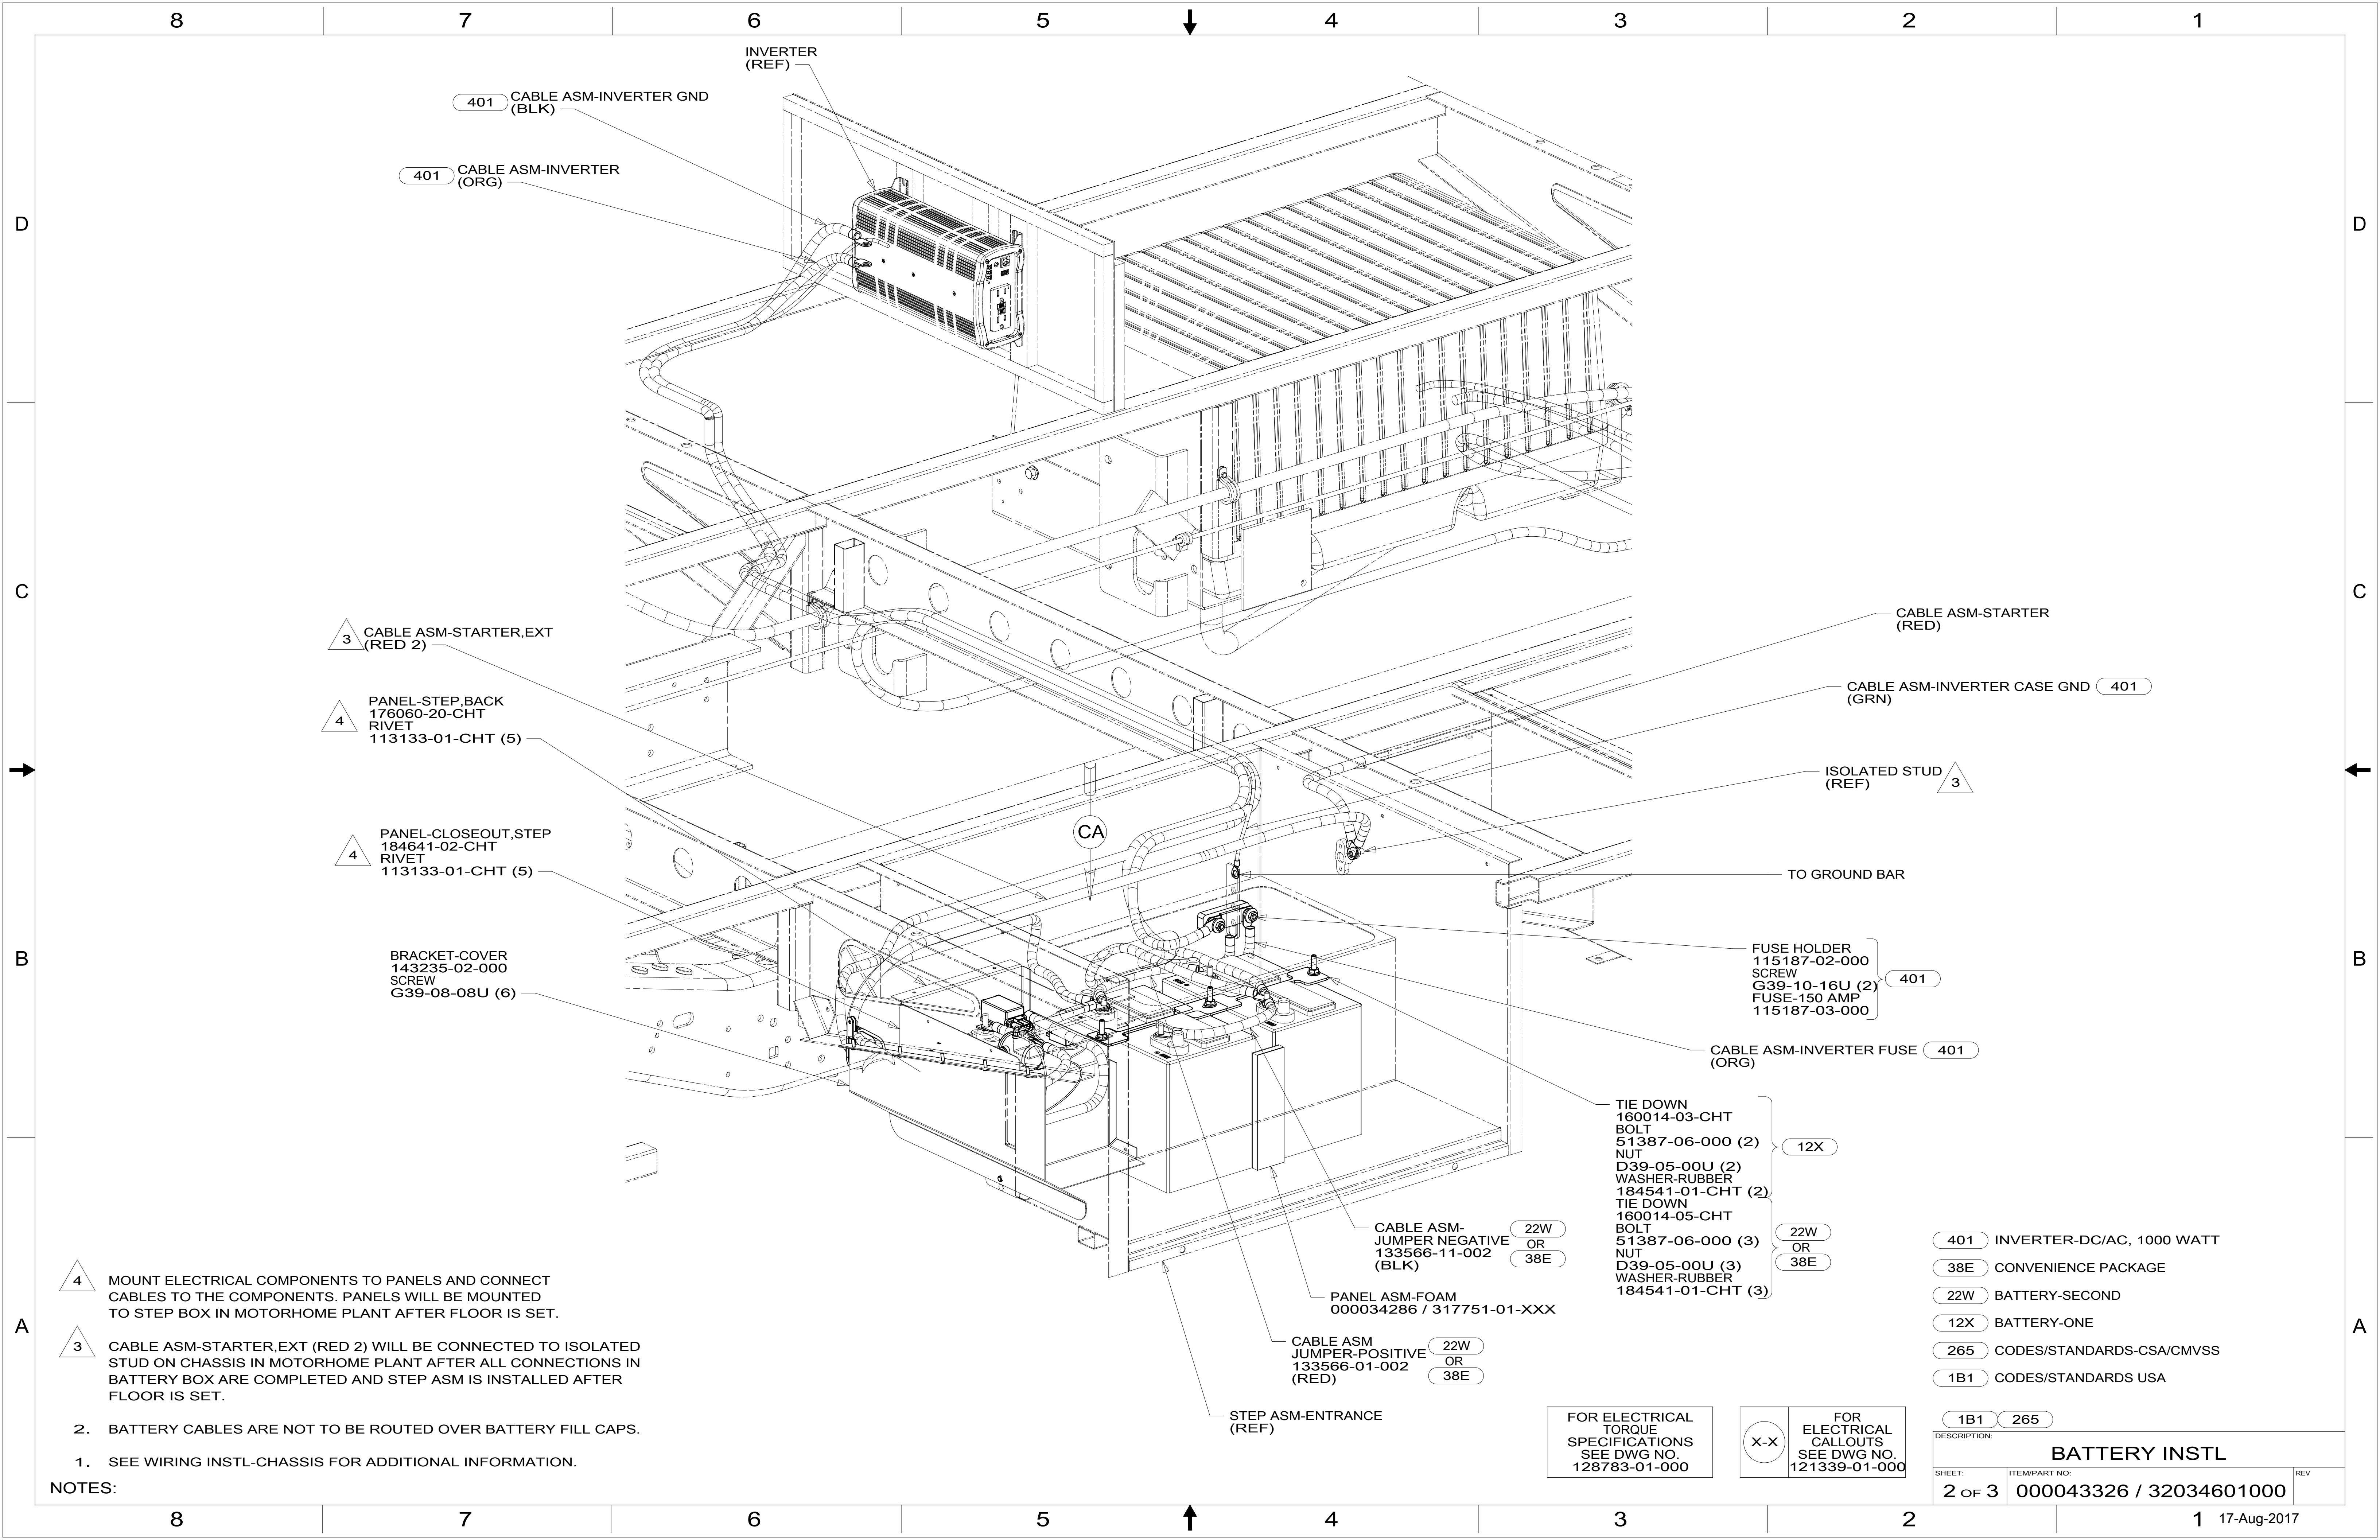 8 7 6 5 4 3 2 1
D
C
B
A
D
C
B
A
INVERTER
(REF)
401 CABLE ASM-INVERTER GND
(BLK)
401 CABLE ASM-INVERTER
(ORG)
3 CABLE ASM-STARTER,EXT
(RED 2)
4 PANEL-STEP,BACK
176060-20-CHT
RIVET
113133-01-CHT (5)
4 PANEL-CLOSEOUT,STEP
184641-02-CHT
RIVET
113133-01-CHT (5)
BRACKET-COVER
143235-02-000
SCREW
G39-08-08U (6)
CA
CABLE ASM-STARTER
(RED)
CABLE ASM-INVERTER CASE GND 401
(GRN)
ISOLATED STUD 3
(REF)
TO GROUND BAR
FUSE HOLDER
115187-02-000
SCREW
G39-10-16U (2) 401
FUSE-150 AMP
115187-03-000
CABLE ASM-INVERTER FUSE 401
(ORG)
TIE DOWN
160014-03-CHT
BOLT
51387-06-000 (2) 12X
NUT
D39-05-00U (2)
WASHER-RUBBER
184541-01-CHT (2)
TIE DOWN
160014-05-CHT
BOLT 22W
51387-06-000 (3) OR
NUT 38E
D39-05-00U (3)
WASHER-RUBBER
184541-01-CHT (3)
CABLE ASM- 22W
JUMPER NEGATIVE OR
133566-11-002 38E
(BLK)
PANEL ASM-FOAM
000034286 / 317751-01-XXX
CABLE ASM 22W
JUMPER-POSITIVE OR
133566-01-002 38E
(RED)
STEP ASM-ENTRANCE
(REF)
4 MOUNT ELECTRICAL COMPONENTS TO PANELS AND CONNECT
CABLES TO THE COMPONENTS. PANELS WILL BE MOUNTED
TO STEP BOX IN MOTORHOME PLANT AFTER FLOOR IS SET.
3 CABLE ASM-STARTER,EXT (RED 2) WILL BE CONNECTED TO ISOLATED
STUD ON CHASSIS IN MOTORHOME PLANT AFTER ALL CONNECTIONS IN
BATTERY BOX ARE COMPLETED AND STEP ASM IS INSTALLED AFTER
FLOOR IS SET.
2. BATTERY CABLES ARE NOT TO BE ROUTED OVER BATTERY FILL CAPS.
1. SEE WIRING INSTL-CHASSIS FOR ADDITIONAL INFORMATION.
NOTES:
401 INVERTER-DC/AC, 1000 WATT
38E CONVENIENCE PACKAGE
22W BATTERY-SECOND
12X BATTERY-ONE
265 CODES/STANDARDS-CSA/CMVSS
1B1 CODES/STANDARDS USA
FOR ELECTRICAL
TORQUE
SPECIFICATIONS
SEE DWG NO.
128783-01-000
X-X
FOR
ELECTRICAL
CALLOUTS
SEE DWG NO.
121339-01-000
1B1 265
DESCRIPTION:
BATTERY INSTL
SHEET: ITEM/PART NO: REV
2 OF 3 000043326 / 32034601000
8 7 6 5 4 3 2 1
17-Aug-2017